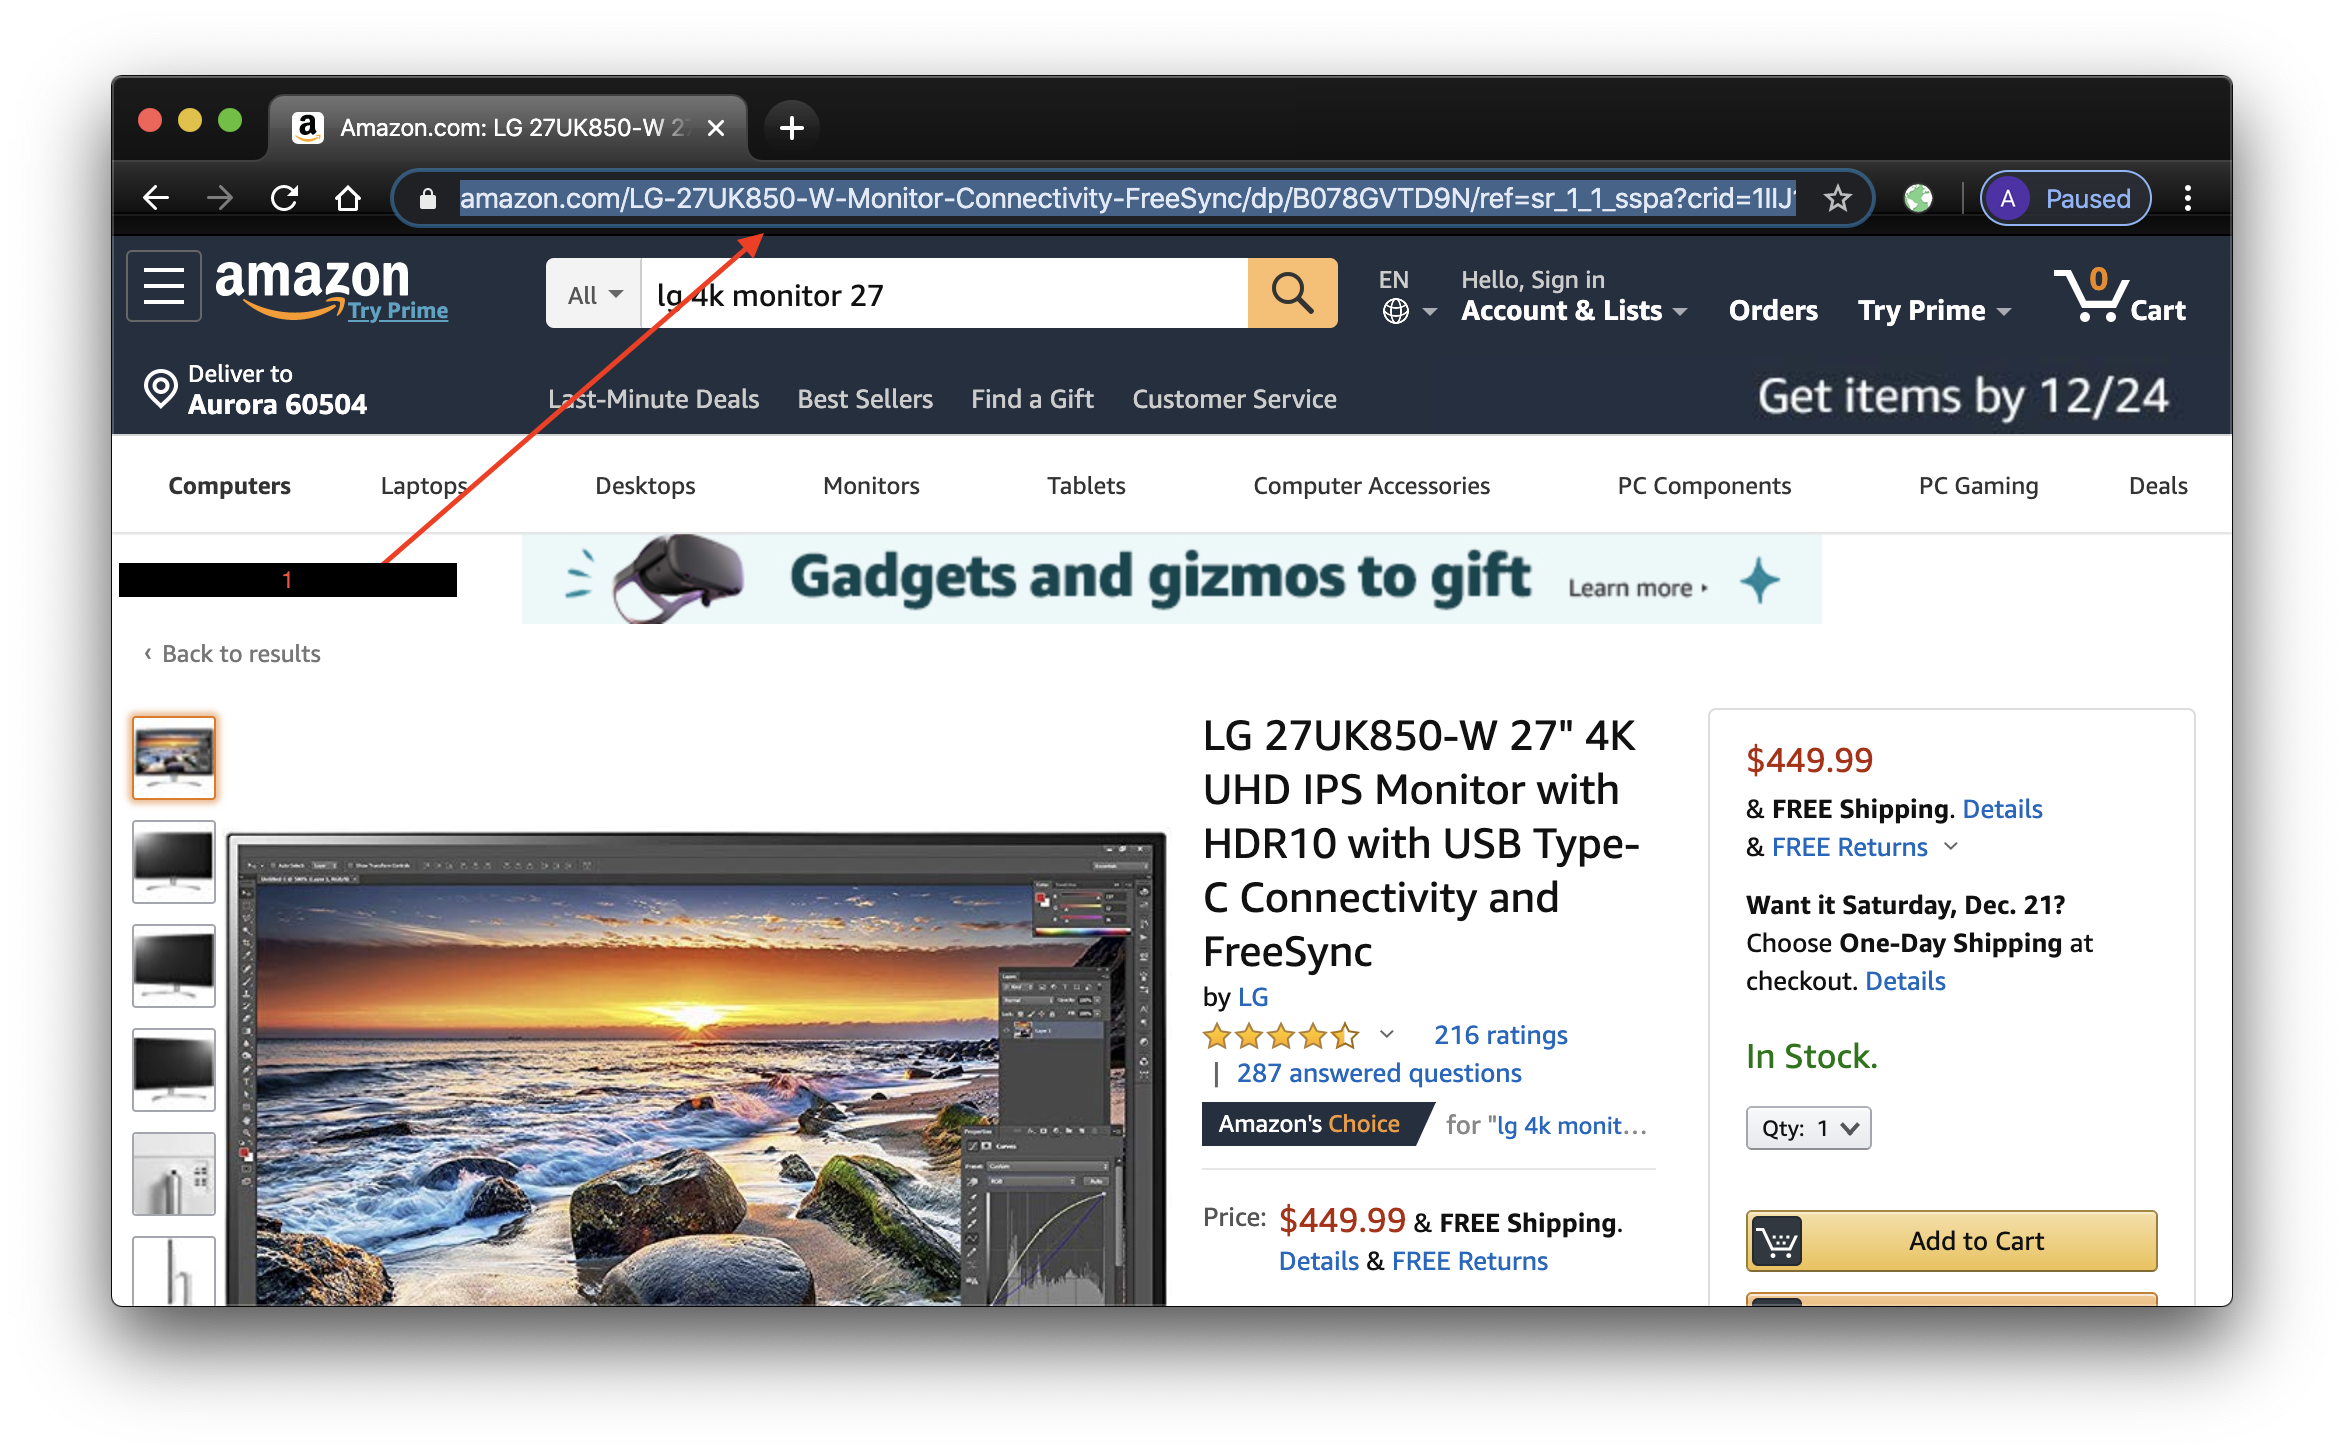 Amazon.com: LG 27UK850-W 27
amazon.com/LG-27UK850-W-Monitor-Connectivity-FreeSync/dp/B078GVTD9N/ref=sr_1_1_sspa?crid=1IIJ
A Paused
amazon
Try Prime
All
lg 4k monitor 27
EN
Hello, Sign in
Account & Lists
Orders
Try Prime
0
Cart
Deliver to
Aurora 60504
Last-Minute Deals Best Sellers Find a Gift Customer Service
Get items by 12/24
Computers Laptops Desktops Monitors Tablets Computer Accessories PC Components PC Gaming Deals
1
Gadgets and gizmos to gift Learn more
‹ Back to results
LG 27UK850-W 27" 4K
UHD IPS Monitor with
HDR10 with USB Type-
C Connectivity and
FreeSync
by LG
216 ratings
| 287 answered questions
Amazon's Choice for "lg 4k monit…
Price: $449.99 & FREE Shipping.
Details & FREE Returns
$449.99
& FREE Shipping. Details
& FREE Returns
Want it Saturday, Dec. 21?
Choose One-Day Shipping at
checkout. Details
In Stock.
Qty: 1
Add to Cart